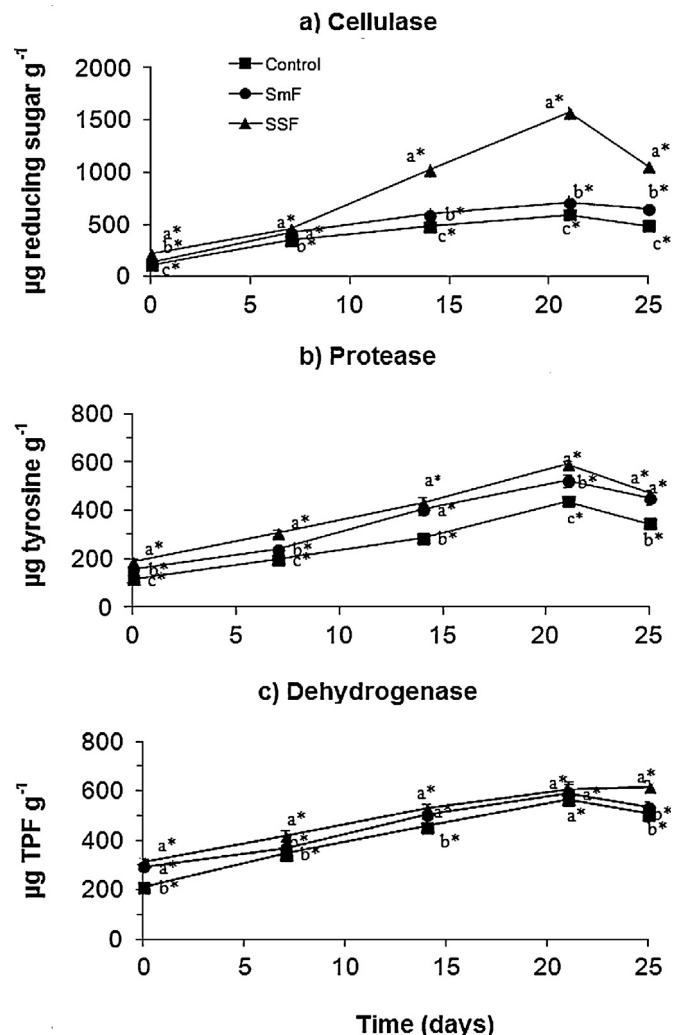 a) Cellulase
µg reducing sugar g-1
2000
1500
1000
500
0
Control
SmF
SSF
a*
b*
c*
a*
a*
b*
a*
b*
c*
a*
b*
c*
a*
b*
c*
0 5 10 15 20 25
b) Protease
µg tyrosine g-1
800
600
400
200
0
a*
b*
c*
a*
b*
c*
a*
a*
b*
a*
b*
c*
a*
a*
b*
0 5 10 15 20 25
c) Dehydrogenase
µg TPF g-1
800
600
400
200
0
a*
a*
b*
a*
b*
b*
a*
a*
b*
a*
a*
a*
a*
b*
b*
0 5 10 15 20 25
Time (days)